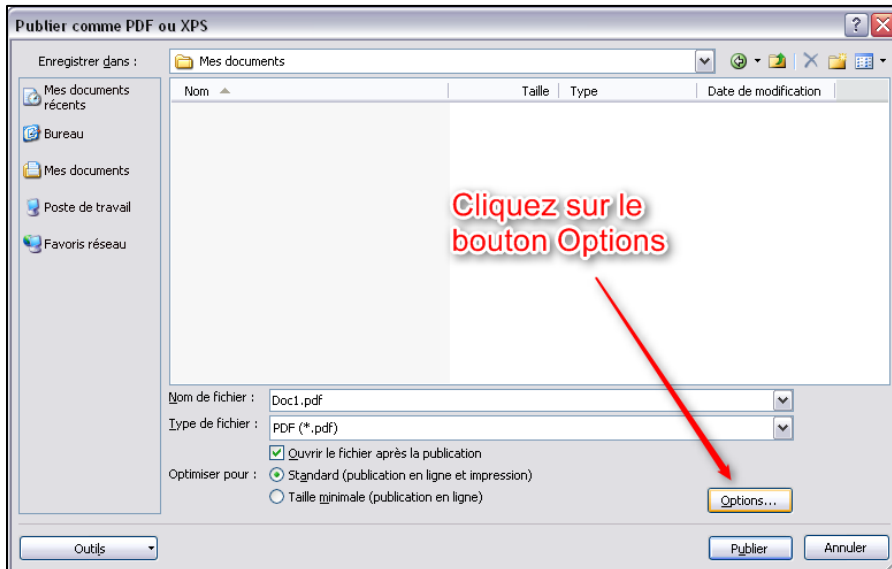 Publier comme PDF ou XPS
Enregistrer dans :
Mes documents
Mes documents
récents
Bureau
Mes documents
Poste de travail
Favoris réseau
Nom
Taille
Type
Date de modification
Cliquez sur le
bouton Options
Nom de fichier :
Doc1.pdf
Type de fichier :
PDF (*.pdf)
Ouvrir le fichier après la publication
Optimiser pour :
Standard (publication en ligne et impression)
Taille minimale (publication en ligne)
Options...
Outils
Publier
Annuler